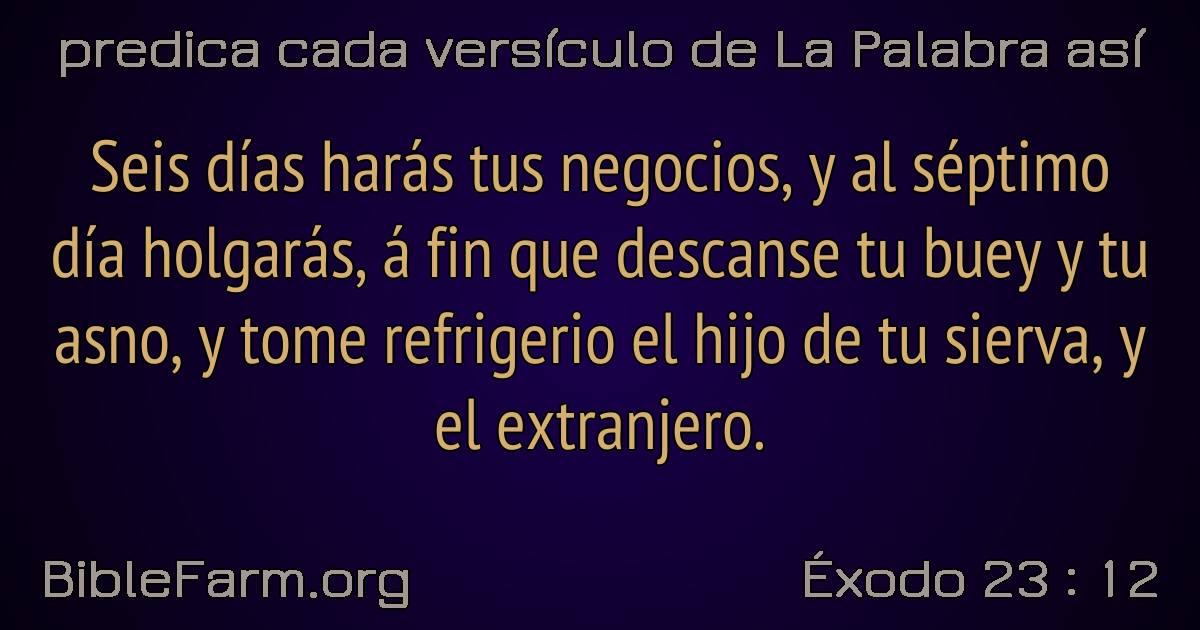 predica cada versículo de La Palabra así
Seis días harás tus negocios, y al séptimo
día holgarás, á fin que descanse tu buey y tu
asno, y tome refrigerio el hijo de tu sierva, y
el extranjero.
BibleFarm.org
Éxodo 23 : 12